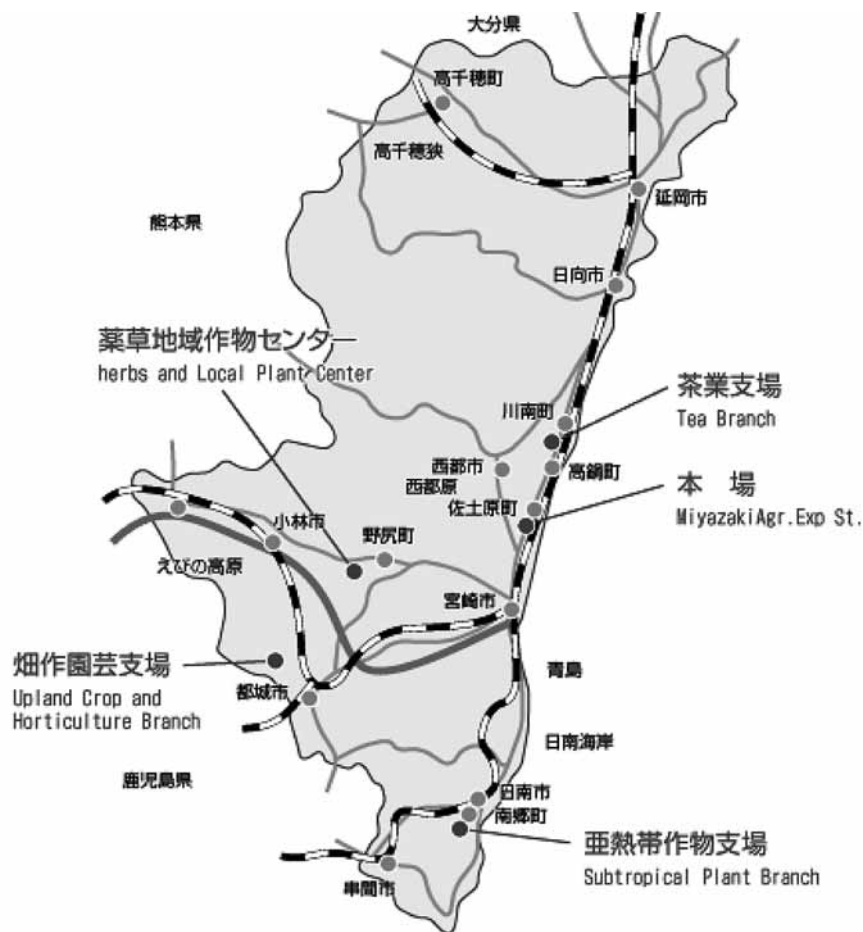 大分県
高千穂町
高千穂狭
延岡市
熊本県
日向市
薬草地域作物センター
herbs and Local Plant Center
茶業支場
Tea Branch
川南町
西都市
西都原
高鍋町
本 場
MiyazakiAgr.Exp St.
佐土原町
小林市
野尻町
えびの高原
宮崎市
畑作園芸支場
Upland Crop and
Horticulture Branch
青島
都城市
日南海岸
鹿児島県
日南市
南郷町
亜熱帯作物支場
Subtropical Plant Branch
串間市